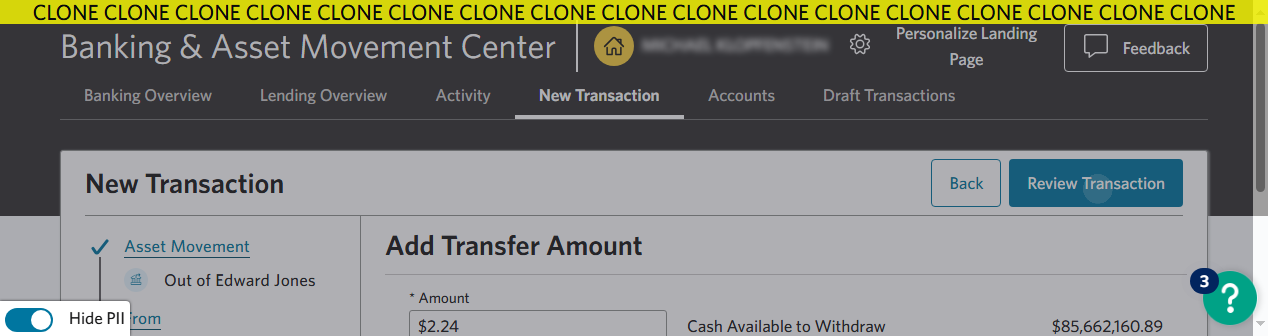 CLONE CLONE CLONE CLONE CLONE CLONE CLONE CLONE CLONE CLONE CLONE CLONE CLONE CLONE CLONE CLONE CLONE
Banking & Asset Movement Center
Personalize Landing
Page
Feedback
Banking Overview Lending Overview Activity New Transaction Accounts Draft Transactions
New Transaction
Back Review Transaction
Asset Movement
Out of Edward Jones
From
Add Transfer Amount
* Amount
$2.24 Cash Available to Withdraw $85,662,160.89
Hide PII
3
?